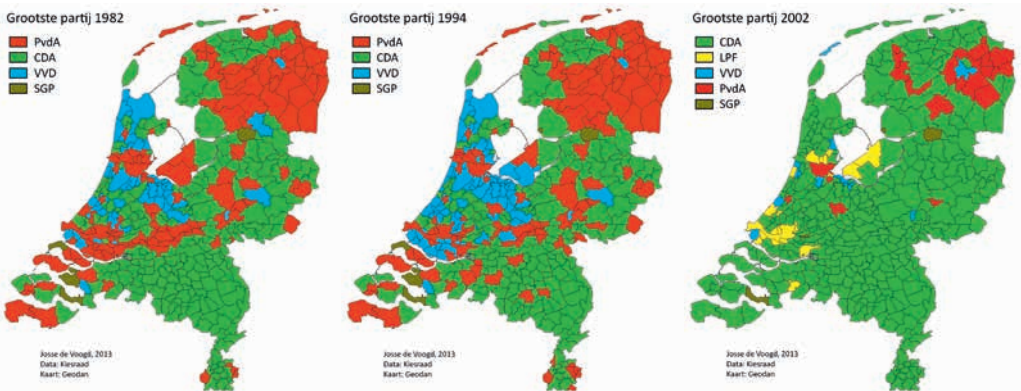 Grootste partij 1982
PvdA
CDA
VVD
SGP
Josse de Voogd, 2013
Data: Kiesraad
Kaart: Geodan
Grootste partij 1994
PvdA
CDA
VVD
SGP
Josse de Voogd, 2013
Data: Kiesraad
Kaart: Geodan
Grootste partij 2002
CDA
LPF
VVD
PvdA
SGP
Josse de Voogd, 2013
Data: Kiesraad
Kaart: Geodan